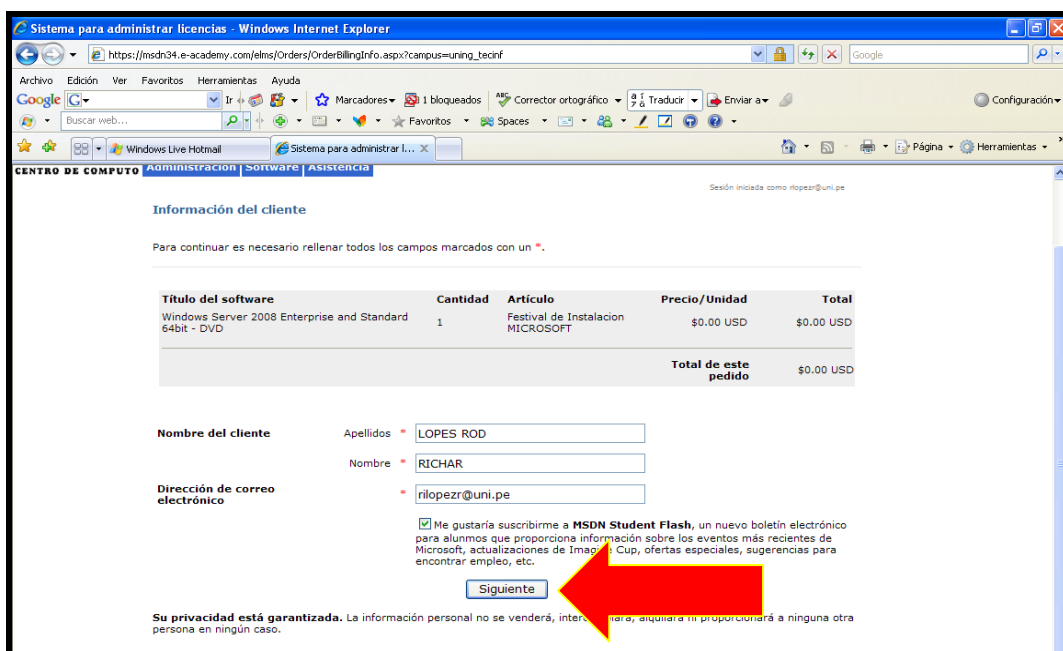 Sistema para administrar licencias - Windows Internet Explorer
https://msdn34.e-academy.com/elms/Orders/OrderBillingInfo.aspx?campus=uning_tecinf
Google
Archivo Edición Ver Favoritos Herramientas Ayuda
Google G Ir Marcadores 1 bloqueados ABC Corrector ortográfico Traducir Enviar a Configuración
Buscar web... Favoritos Spaces
Windows Live Hotmail Sistema para administrar l... Página Herramientas
CENTRO DE COMPUTO Administración Software Asistencia
Sesión iniciada como rlopezr@uni.pe
Información del cliente
Para continuar es necesario rellenar todos los campos marcados con un *.
Título del software Cantidad Artículo Precio/Unidad Total
Windows Server 2008 Enterprise and Standard 1 Festival de Instalacion $0.00 USD $0.00 USD
64bit - DVD MICROSOFT
Total de este $0.00 USD
pedido
Nombre del cliente Apellidos * LOPES ROD
Nombre * RICHAR
Dirección de correo * rilopezr@uni.pe
electrónico
Me gustaría suscribirme a MSDN Student Flash, un nuevo boletín electrónico
para alunmos que proporciona información sobre los eventos más recientes de
Microsoft, actualizaciones de Cup, ofertas especiales, sugerencias para
encontrar empleo, etc.
Siguiente
Su privacidad está garantizada. La información personal no se venderá, alquilará ni proporcionará a ninguna otra
persona en ningún caso.